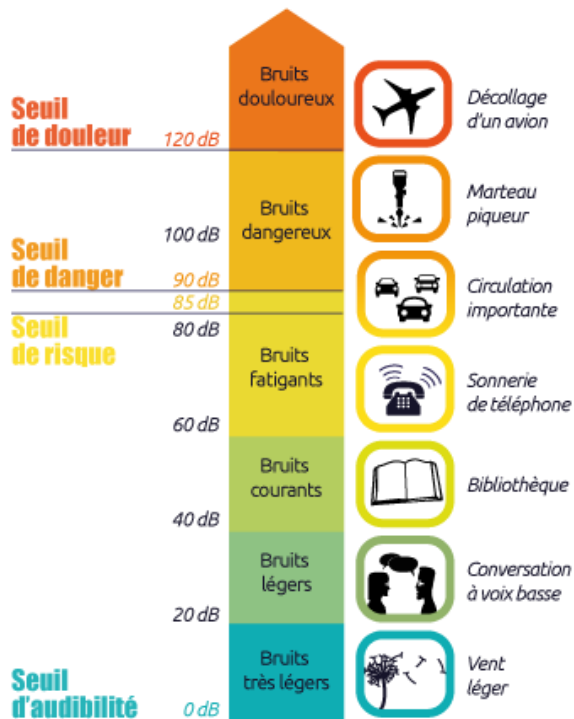 Bruits
douloureux
Décollage
d'un avion
Seuil
de douleur
120 dB
Bruits
dangereux
Marteau
piqueur
100 dB
Seuil
de danger
90 dB
85 dB
Circulation
importante
Seuil
de risque
80 dB
Bruits
fatigants
Sonnerie
de téléphone
60 dB
Bruits
courants
Bibliothèque
40 dB
Bruits
légers
Conversation
à voix basse
20 dB
Bruits
très légers
Vent
léger
Seuil
d'audibilité
0 dB